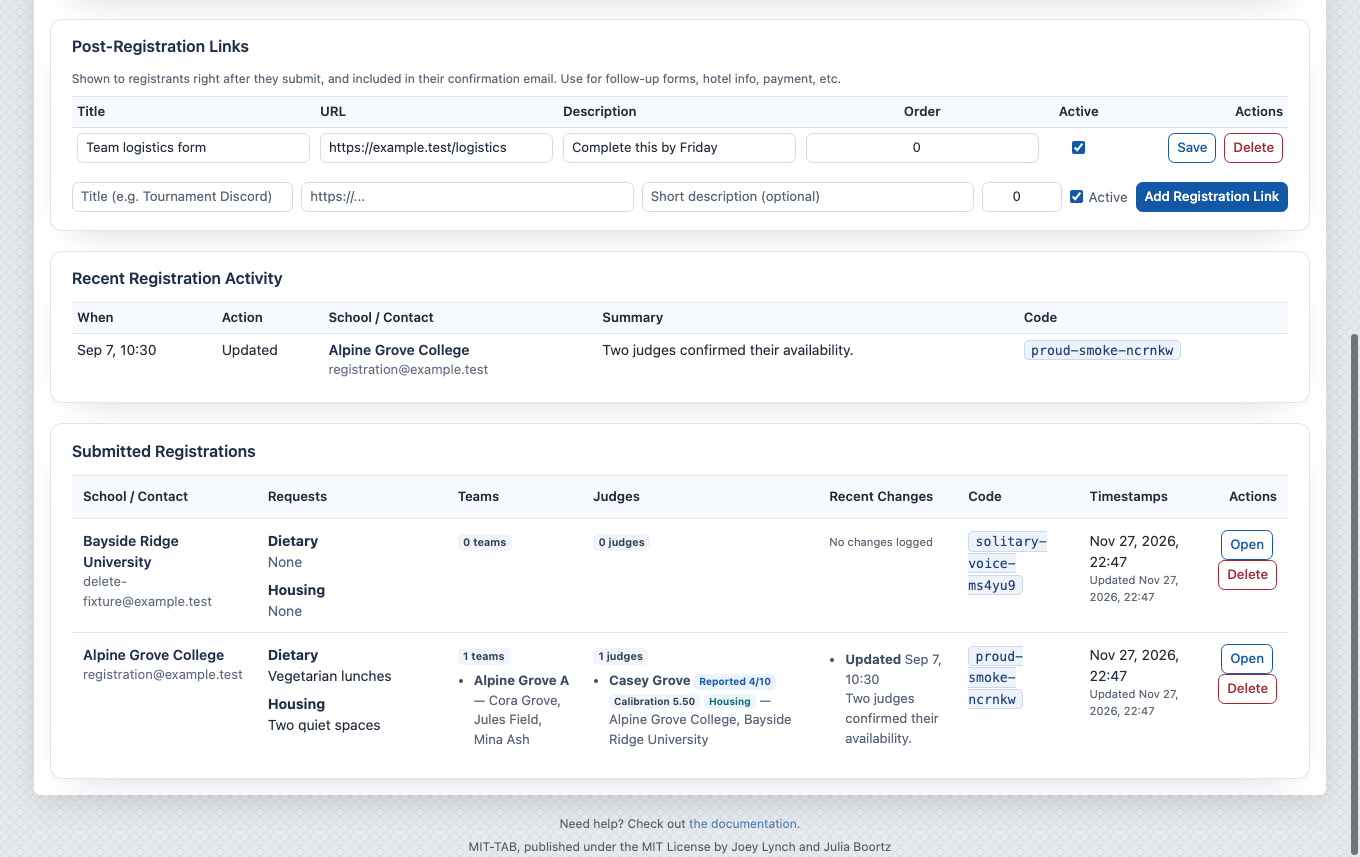 Post-Registration Links
Shown to registrants right after they submit, and included in their confirmation email. Use for follow-up forms, hotel info, payment, etc.
Title URL Description Order Active Actions
Team logistics form https://example.test/logistics Complete this by Friday 0 Save Delete
Title (e.g. Tournament Discord) https://... Short description (optional) 0 Active Add Registration Link
Recent Registration Activity
When Action School / Contact Summary Code
Sep 7, 10:30 Updated Alpine Grove College Two judges confirmed their availability. proud-smoke-ncrnkw
registration@example.test
Submitted Registrations
School / Contact Requests Teams Judges Recent Changes Code Timestamps Actions
Bayside Ridge
University
delete-
fixture@example.test
Dietary
None
Housing
None
0 teams
0 judges
No changes logged
solitary-
voice-
ms4yu9
Nov 27, 2026,
22:47
Updated Nov 27,
2026, 22:47
Open
Delete
Alpine Grove College
registration@example.test
Dietary
Vegetarian lunches
Housing
Two quiet spaces
1 teams
• Alpine Grove A
— Cora Grove,
Jules Field,
Mina Ash
1 judges
• Casey Grove Reported 4/10
Calibration 5.50 Housing —
Alpine Grove College, Bayside
Ridge University
• Updated Sep 7,
10:30
Two judges
confirmed their
availability.
proud-
smoke-
ncrnkw
Nov 27, 2026,
22:47
Updated Nov 27,
2026, 22:47
Open
Delete
Need help? Check out the documentation.
MIT-TAB, published under the MIT License by Joey Lynch and Julia Boortz